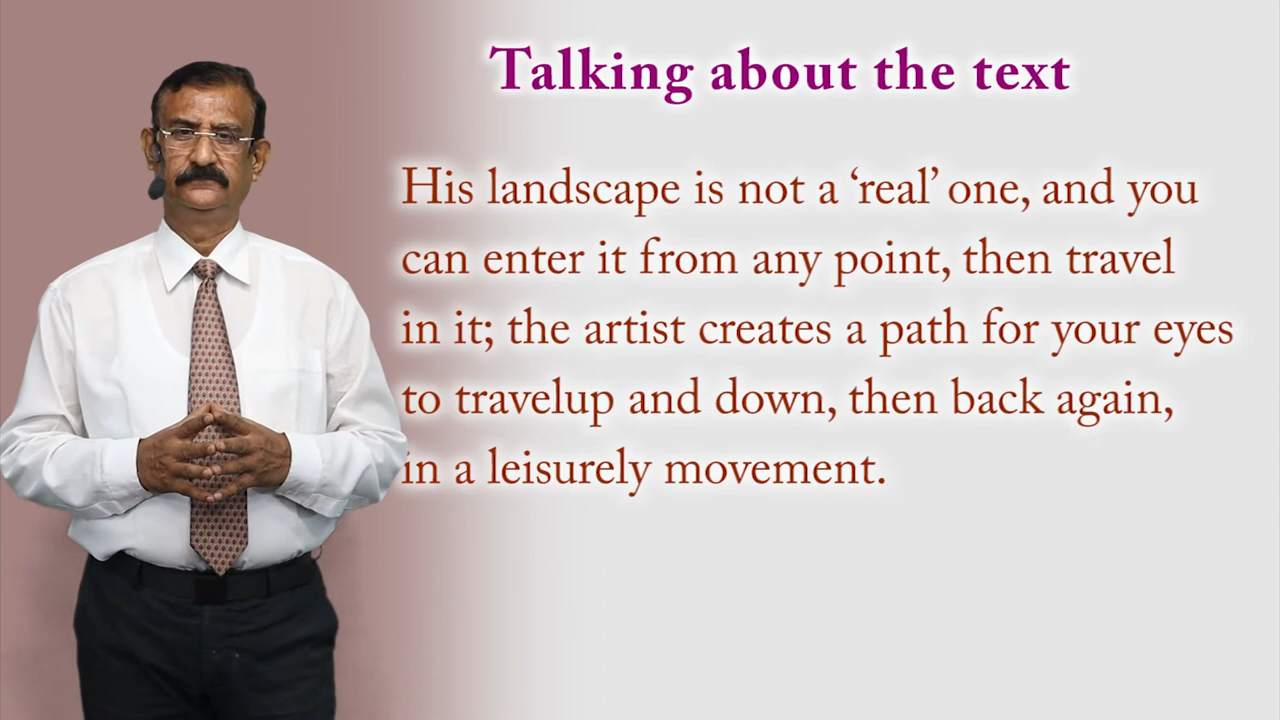 Talking about the text
His landscape is not a ‘real’ one, and you
can enter it from any point, then travel
in it; the artist creates a path for your eyes
to travelup and down, then back again,
in a leisurely movement.